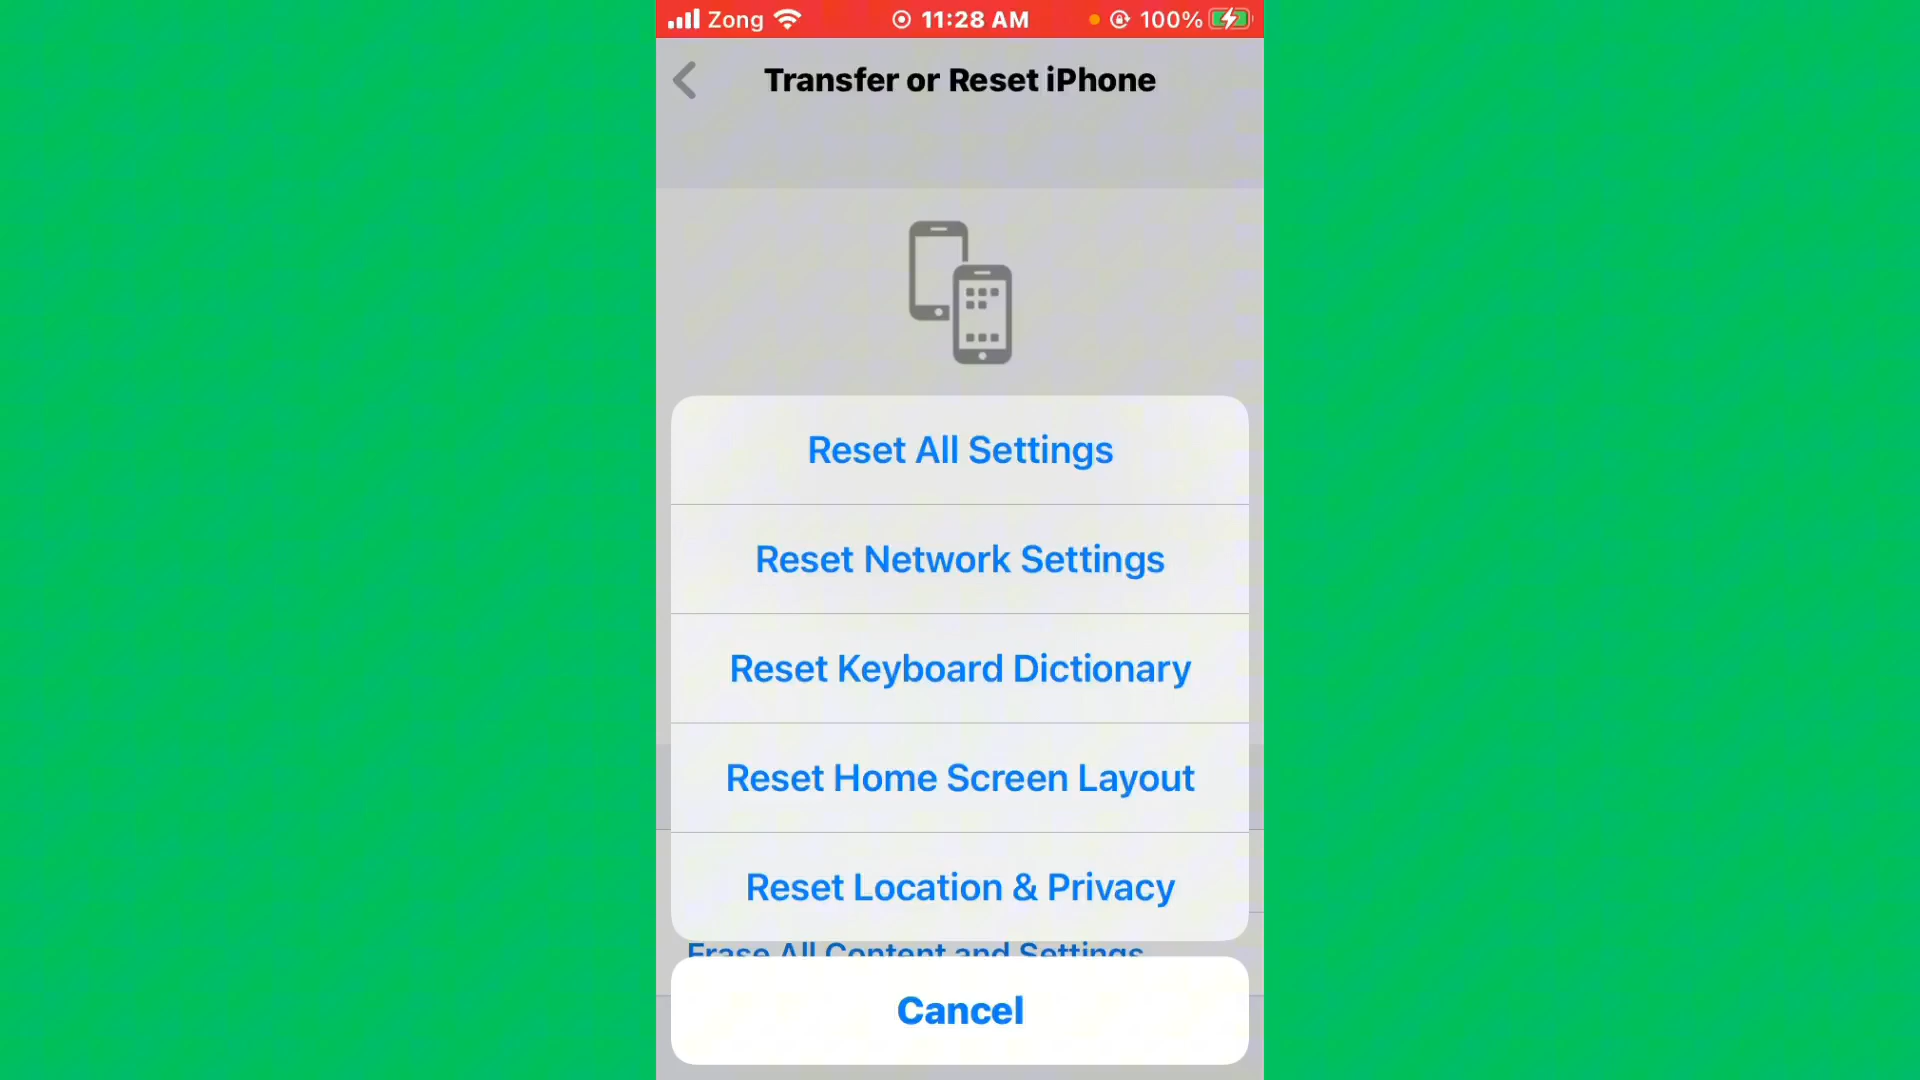 Zong 11:28 AM 100%
Transfer or Reset iPhone
Reset All Settings
Reset Network Settings
Reset Keyboard Dictionary
Reset Home Screen Layout
Reset Location & Privacy
Erase All Content and Settings
Cancel